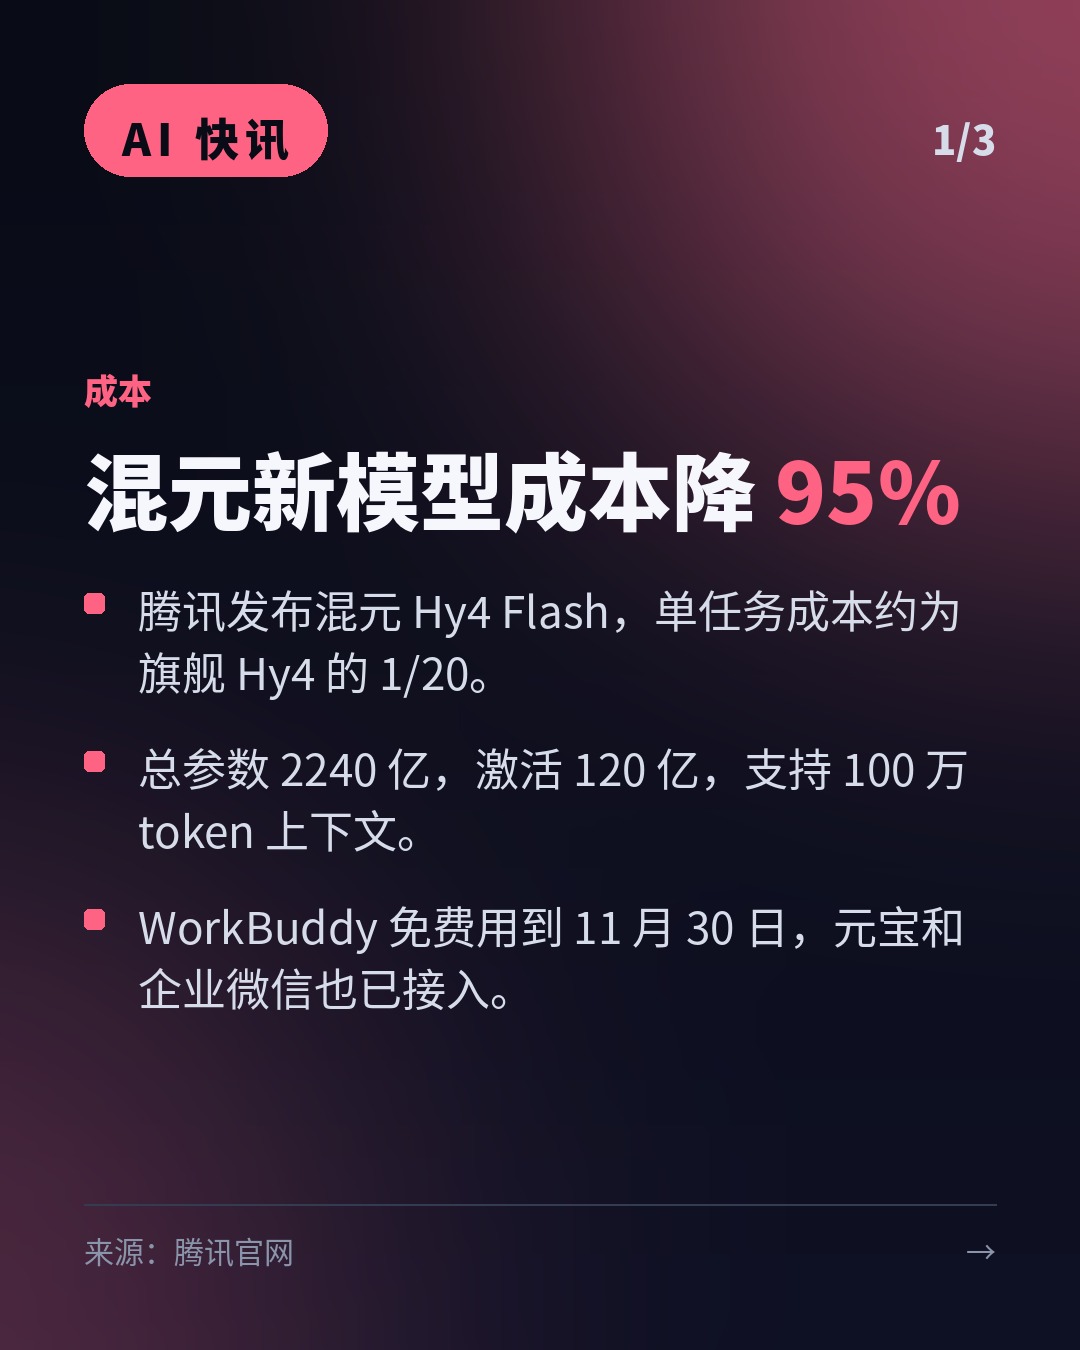 AI 快讯
1/3
成本
混元新模型成本降 95%
腾讯发布混元 Hy4 Flash，单任务成本约为
旗舰 Hy4 的 1/20。
总参数 2240 亿，激活 120 亿，支持 100 万
token 上下文。
WorkBuddy 免费用到 11 月 30 日，元宝和
企业微信也已接入。
来源：腾讯官网
→